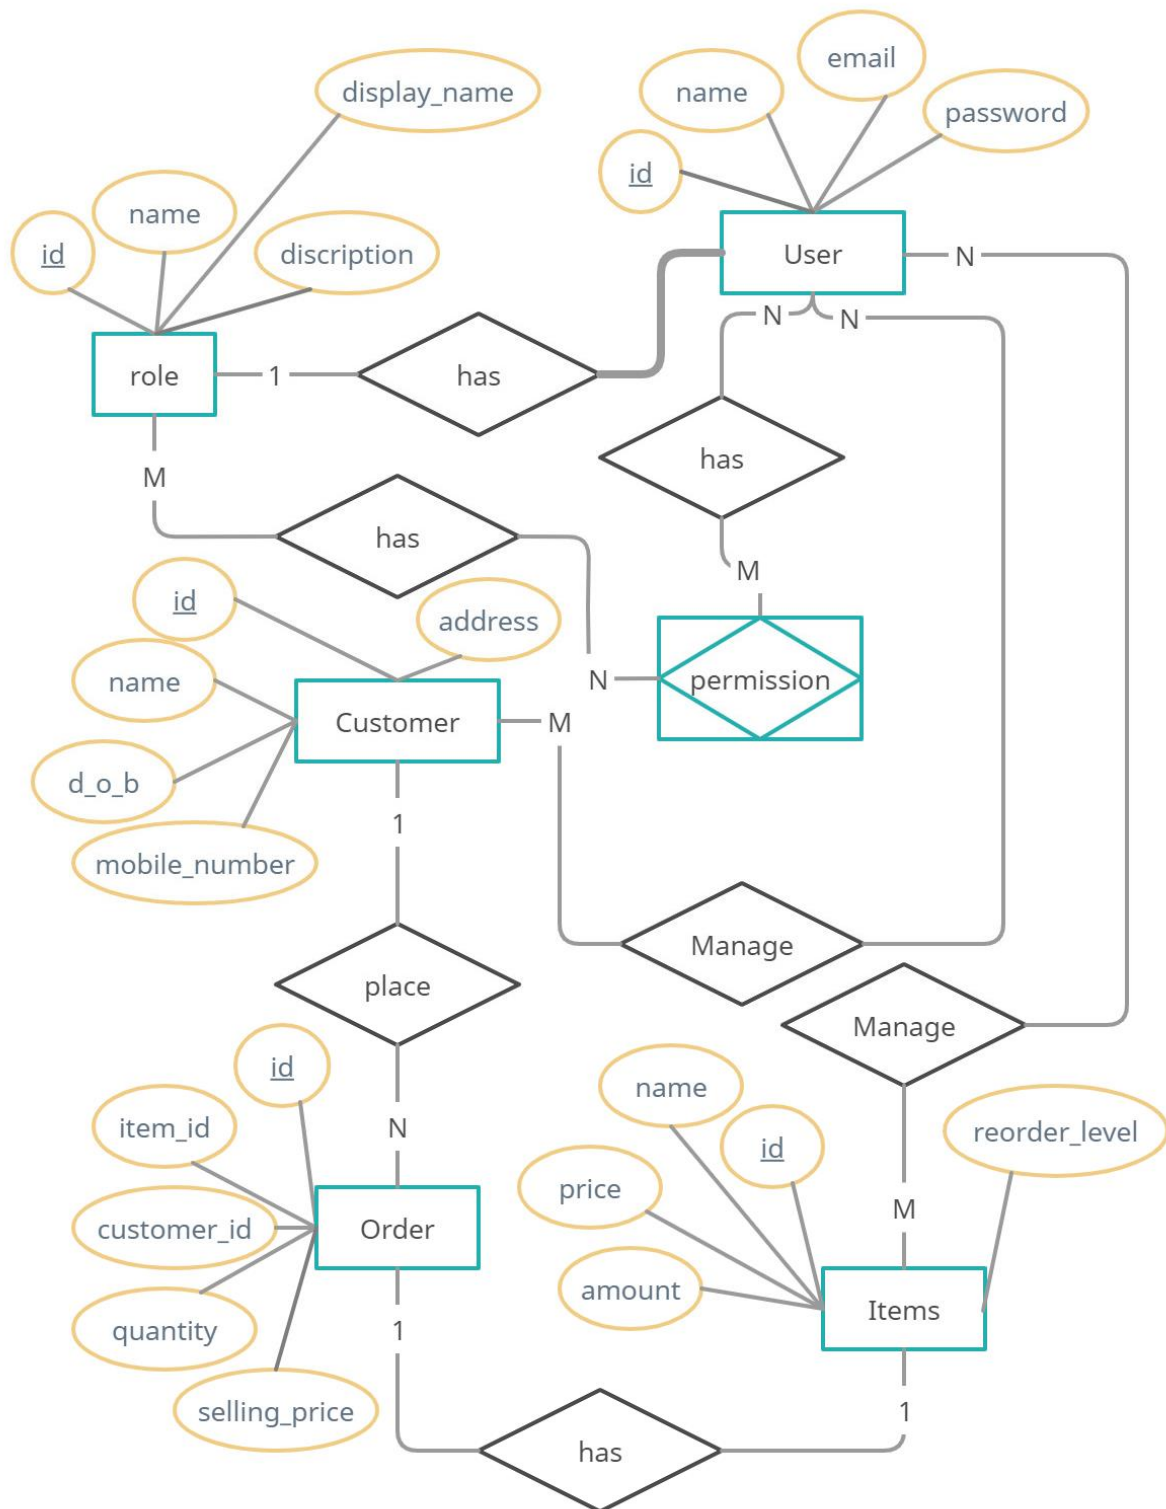 email
display_name
name
password
id
name
id
discription
User
N
N
N
role
1
has
has
M
has
M
id
address
name
permission
N
Customer
M
d_o_b
1
mobile_number
Manage
place
Manage
id
name
item_id
N
id
reorder_level
price
customer_id
Order
M
amount
Items
quantity
1
selling_price
1
has